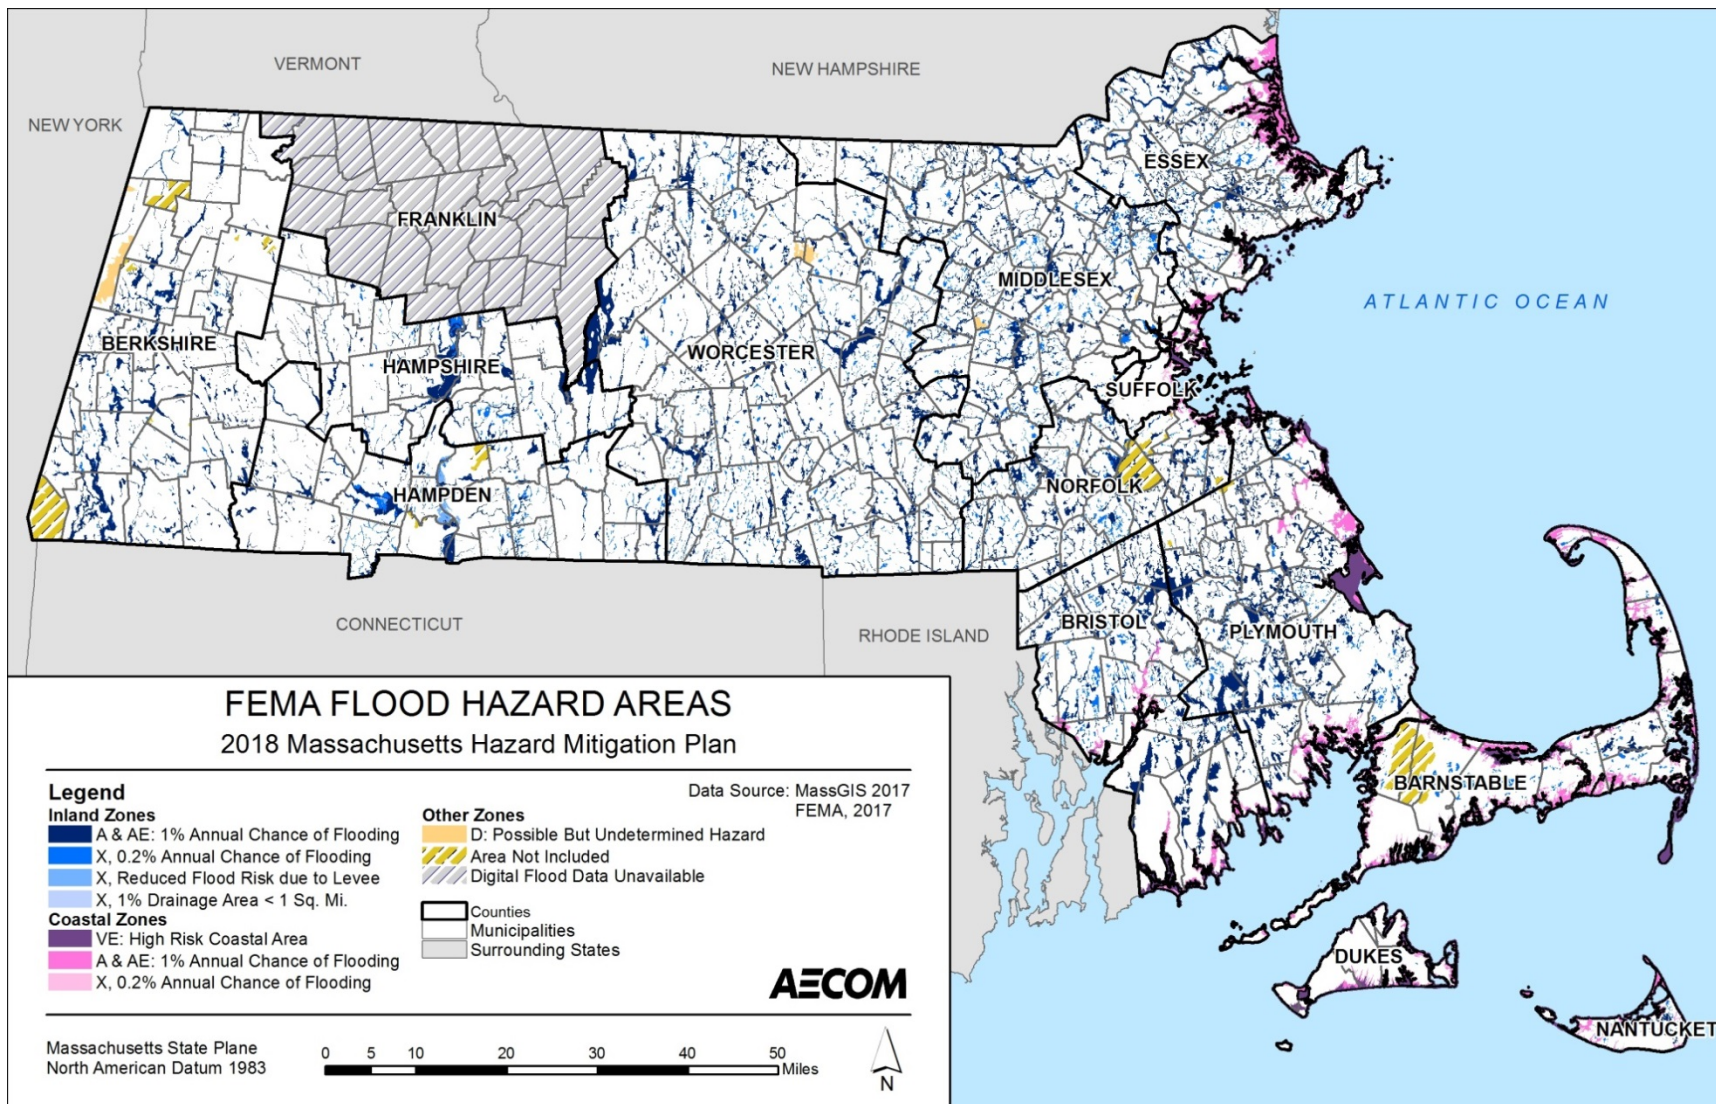 VERMONT
NEW HAMPSHIRE
NEW YORK
ESSEX
FRANKLIN
MIDDLESEX
ATLANTIC OCEAN
BERKSHIRE
HAMPSHIRE
WORCESTER
SUFFOLK
HAMPDEN
NORFOLK
CONNECTICUT
RHODE ISLAND
BRISTOL
PLYMOUTH
BARNSTABLE
DUKES
NANTUCKET
FEMA FLOOD HAZARD AREAS
2018 Massachusetts Hazard Mitigation Plan
Legend
Inland Zones
A & AE: 1% Annual Chance of Flooding
X, 0.2% Annual Chance of Flooding
X, Reduced Flood Risk due to Levee
X, 1% Drainage Area < 1 Sq. Mi.
Coastal Zones
VE: High Risk Coastal Area
A & AE: 1% Annual Chance of Flooding
X, 0.2% Annual Chance of Flooding
Data Source: MassGIS 2017
FEMA, 2017
Other Zones
D: Possible But Undetermined Hazard
Area Not Included
Digital Flood Data Unavailable
Counties
Municipalities
Surrounding States
AECOM
Massachusetts State Plane
North American Datum 1983
0 5 10 20 30 40 50
Miles
N